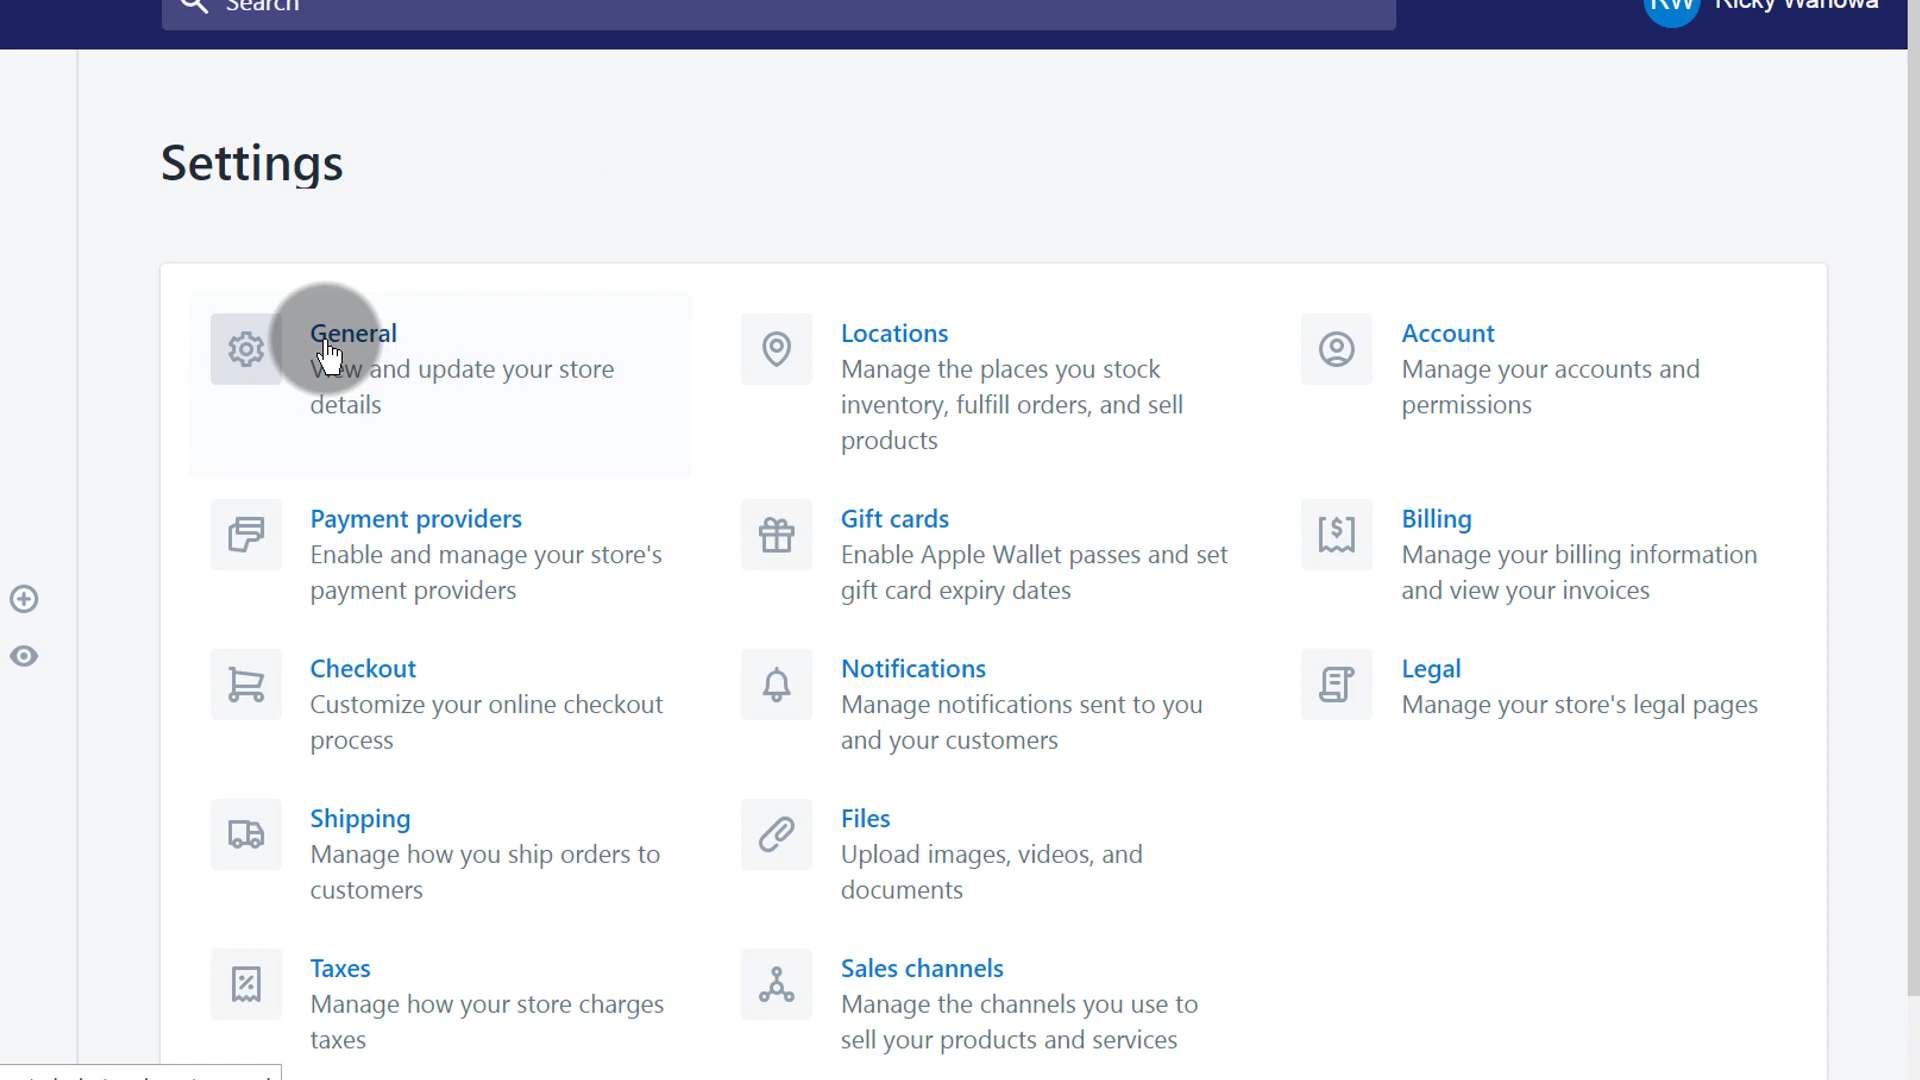 Search
Ricky Wanowa
Settings
General
View and update your store
details
Locations
Manage the places you stock
inventory, fulfill orders, and sell
products
Account
Manage your accounts and
permissions
Payment providers
Enable and manage your store's
payment providers
Gift cards
Enable Apple Wallet passes and set
gift card expiry dates
Billing
Manage your billing information
and view your invoices
Checkout
Customize your online checkout
process
Notifications
Manage notifications sent to you
and your customers
Legal
Manage your store's legal pages
Shipping
Manage how you ship orders to
customers
Files
Upload images, videos, and
documents
Taxes
Manage how your store charges
taxes
Sales channels
Manage the channels you use to
sell your products and services